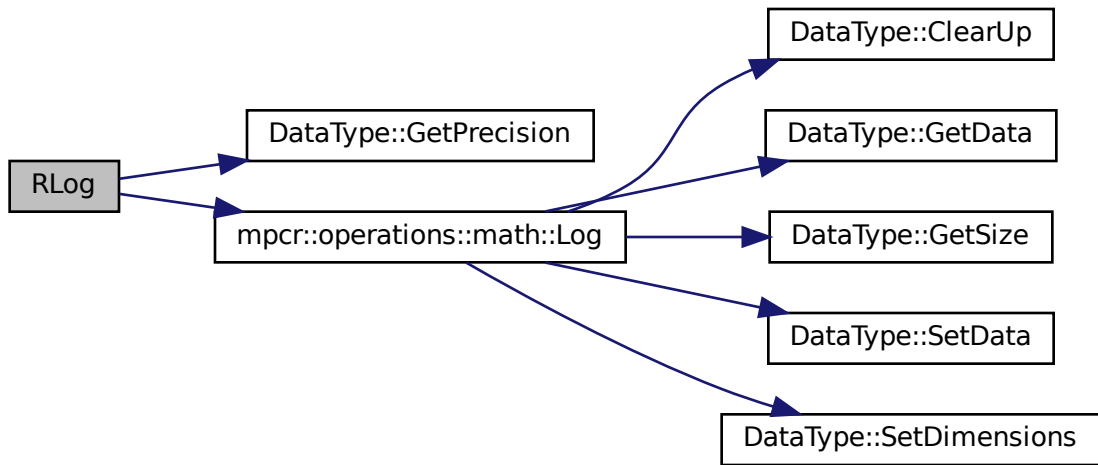 RLog
DataType::GetPrecision
mpcr::operations::math::Log
DataType::ClearUp
DataType::GetData
DataType::GetSize
DataType::SetData
DataType::SetDimensions